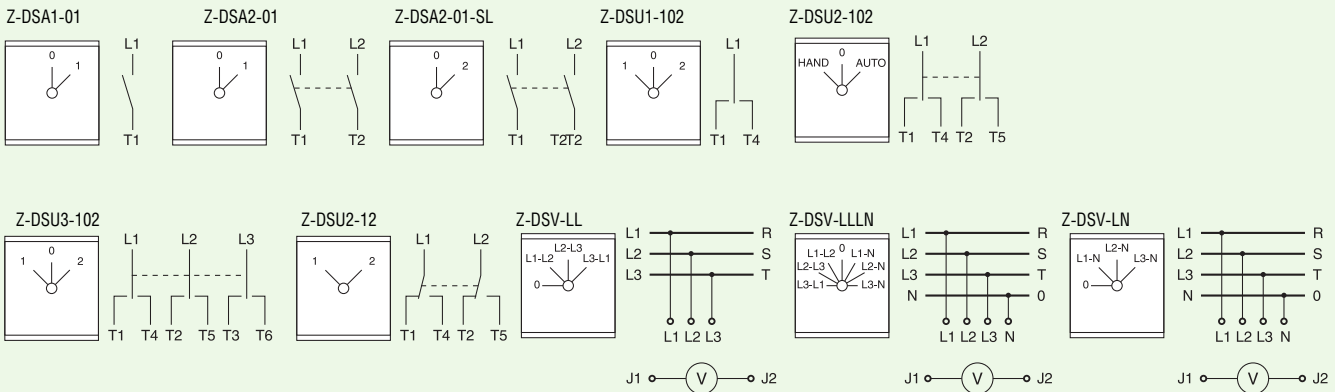 Z-DSA1-01 Z-DSA2-01 Z-DSA2-01-SL Z-DSU1-102 Z-DSU2-102
0
1
L1
T1
0
1
L1 L2
T1 T2
0
2
L1 L2
T1 T2T2
0
1 2
L1
T1 T4
0
HAND AUTO
L1 L2
T1 T4 T2 T5
Z-DSU3-102 Z-DSU2-12 Z-DSV-LL Z-DSV-LLLN Z-DSV-LN
0
1 2
L1 L2 L3
T1 T4 T2 T5 T3 T6
1 2
L1 L2
T1 T4 T2 T5
L2-L3
L1-L2 L3-L1
0
L1 R
L2 S
L3 T
L1 L2 L3
J1 V J2
0
L1-L2 L1-N
L2-L3 L2-N
L3-L1 L3-N
L1 R
L2 S
L3 T
N 0
L1 L2 L3 N
J1 V J2
L2-N
L1-N L3-N
0
L1 R
L2 S
L3 T
N 0
L1 L2 L3 N
J1 V J2